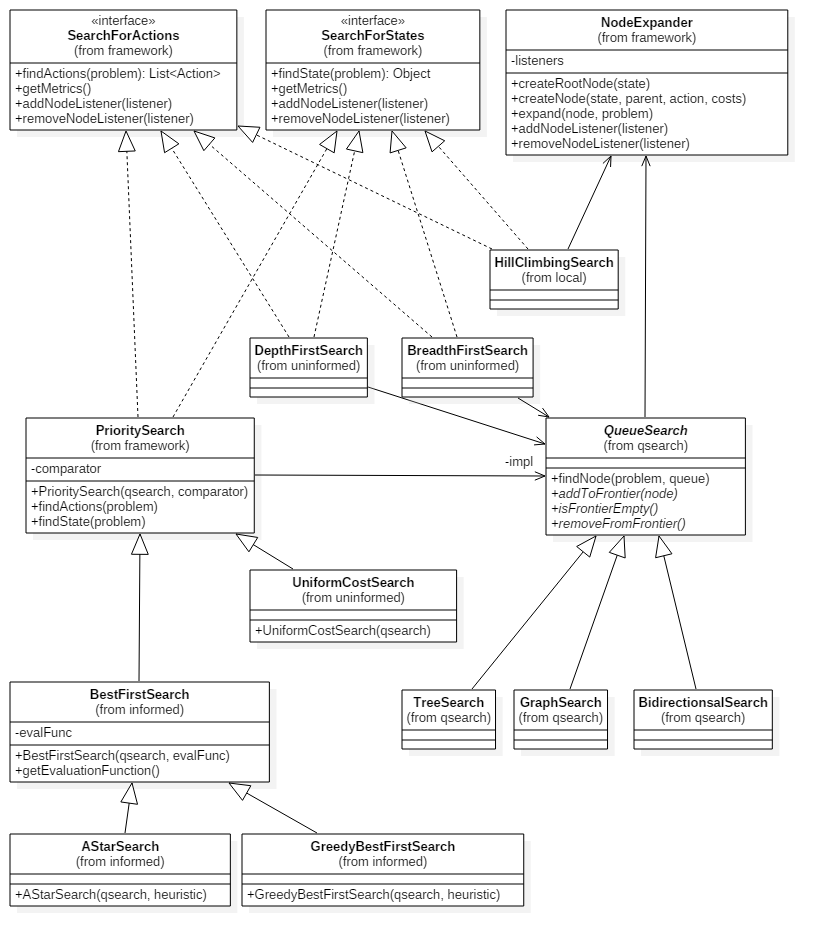 «interface»
SearchForActions
(from framework)
+findActions(problem): List<Action>
+getMetrics()
+addNodeListener(listener)
+removeNodeListener(listener)
«interface»
SearchForStates
(from framework)
+findState(problem): Object
+getMetrics()
+addNodeListener(listener)
+removeNodeListener(listener)
NodeExpander
(from framework)
-listeners
+createRootNode(state)
+createNode(state, parent, action, costs)
+expand(node, problem)
+addNodeListener(listener)
+removeNodeListener(listener)
HillClimbingSearch
(from local)
DepthFirstSearch
(from uninformed)
BreadthFirstSearch
(from uninformed)
PrioritySearch
(from framework)
-comparator
+PrioritySearch(qsearch, comparator)
+findActions(problem)
+findState(problem)
-impl
QueueSearch
(from qsearch)
+findNode(problem, queue)
+addToFrontier(node)
+isFrontierEmpty()
+removeFromFrontier()
UniformCostSearch
(from uninformed)
+UniformCostSearch(qsearch)
BestFirstSearch
(from informed)
-evalFunc
+BestFirstSearch(qsearch, evalFunc)
+getEvaluationFunction()
TreeSearch
(from qsearch)
GraphSearch
(from qsearch)
BidirectionsalSearch
(from qsearch)
AStarSearch
(from informed)
+AStarSearch(qsearch, heuristic)
GreedyBestFirstSearch
(from informed)
+GreedyBestFirstSearch(qsearch, heuristic)